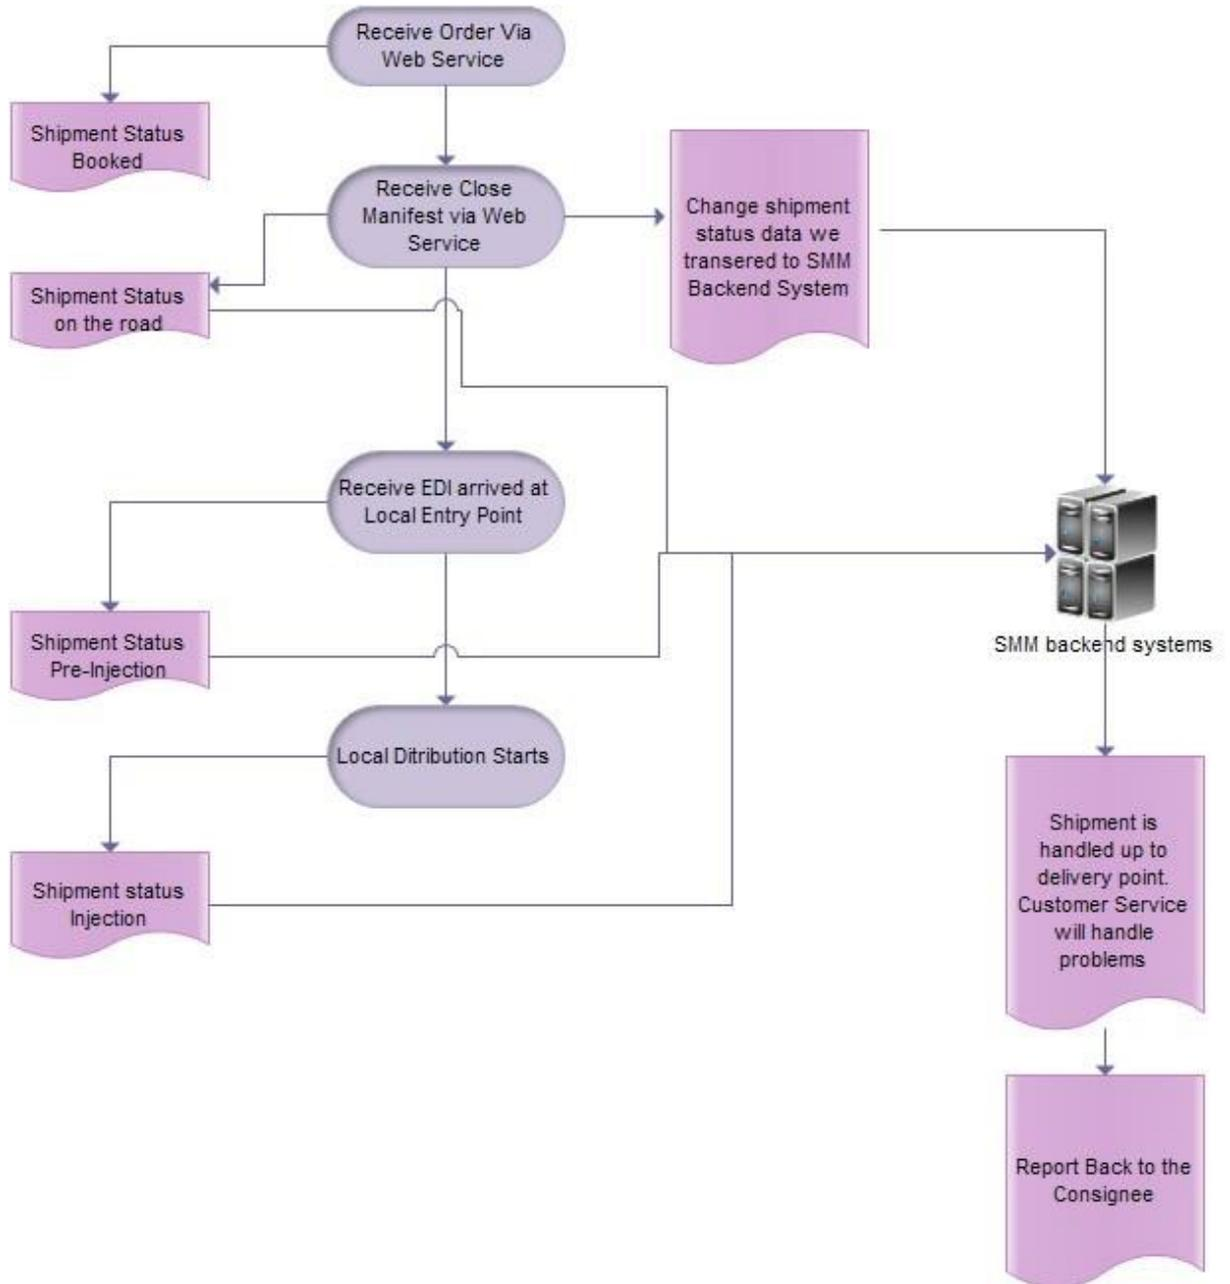 Receive Order Via
Web Service
Shipment Status
Booked
Receive Close
Manifest via Web
Service
Change shipment
status data we
transered to SMM
Backend System
Shipment Status
on the road
Receive EDI arrived at
Local Entry Point
Shipment Status
Pre-Injection
SMM backend systems
Local Ditribution Starts
Shipment status
Injection
Shipment is
handled up to
delivery point.
Customer Service
will handle
problems
Report Back to the
Consignee